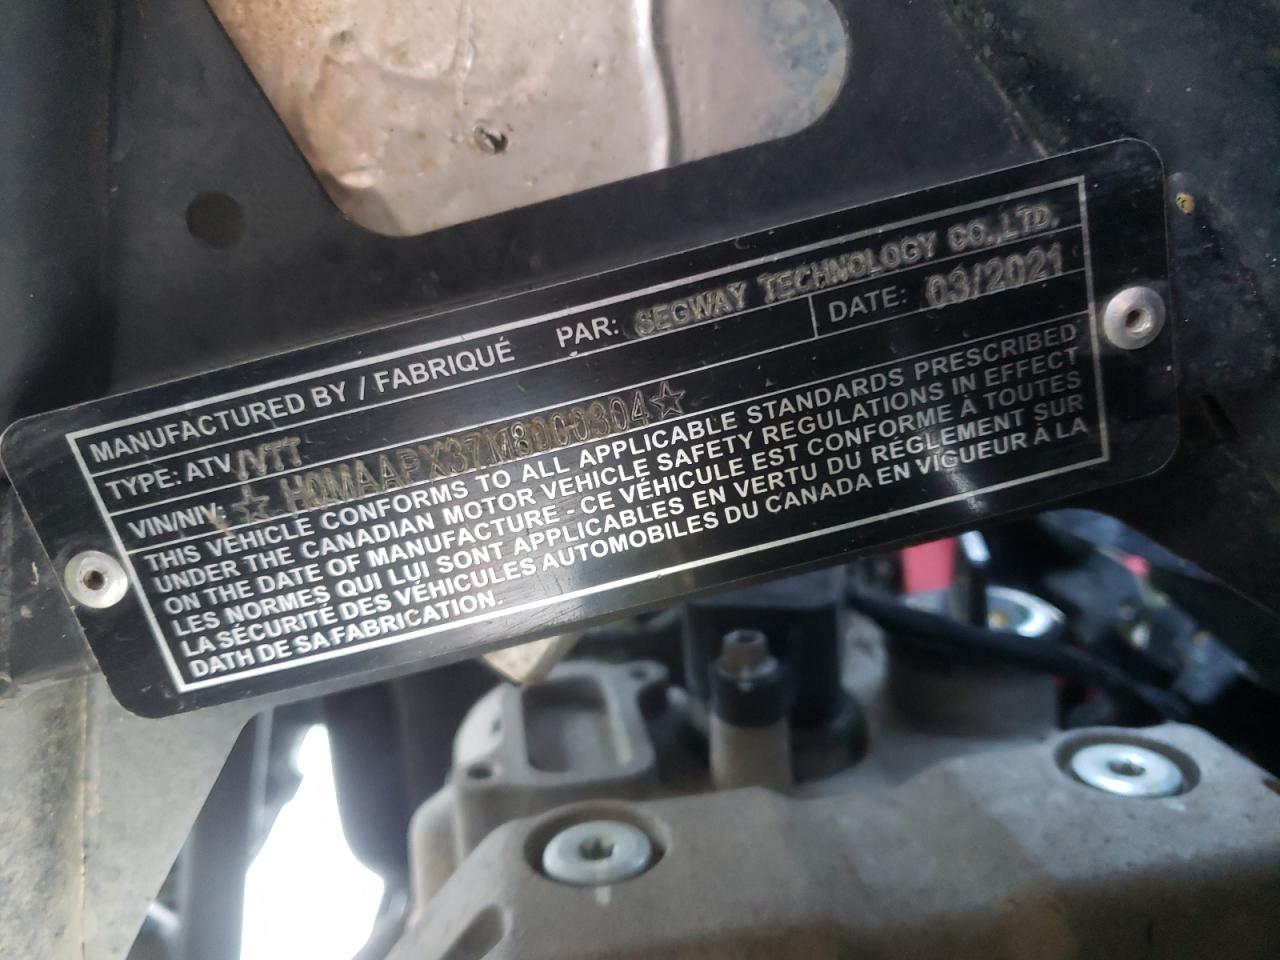 MANUFACTURED BY / FABRIQUÉ PAR: SEGWAY TECHNOLOGY CO.,LTD.
TYPE: ATV/VTT DATE: 03/2021
VIN/NIV: ☆ H0MAAPX37M8000304☆
THIS VEHICLE CONFORMS TO ALL APPLICABLE STANDARDS PRESCRIBED
UNDER THE CANADIAN MOTOR VEHICLE SAFETY REGULATIONS IN EFFECT
ON THE DATE OF MANUFACTURE - CE VÉHICULE EST CONFORME À TOUTES
LES NORMES QUI LUI SONT APPLICABLES EN VERTU DU RÉGLEMENT SUR
LA SÉCURITÉ DES VÉHICULES AUTOMOBILES DU CANADA EN VIGUEUR À LA
DATH DE SA FABRICATION.